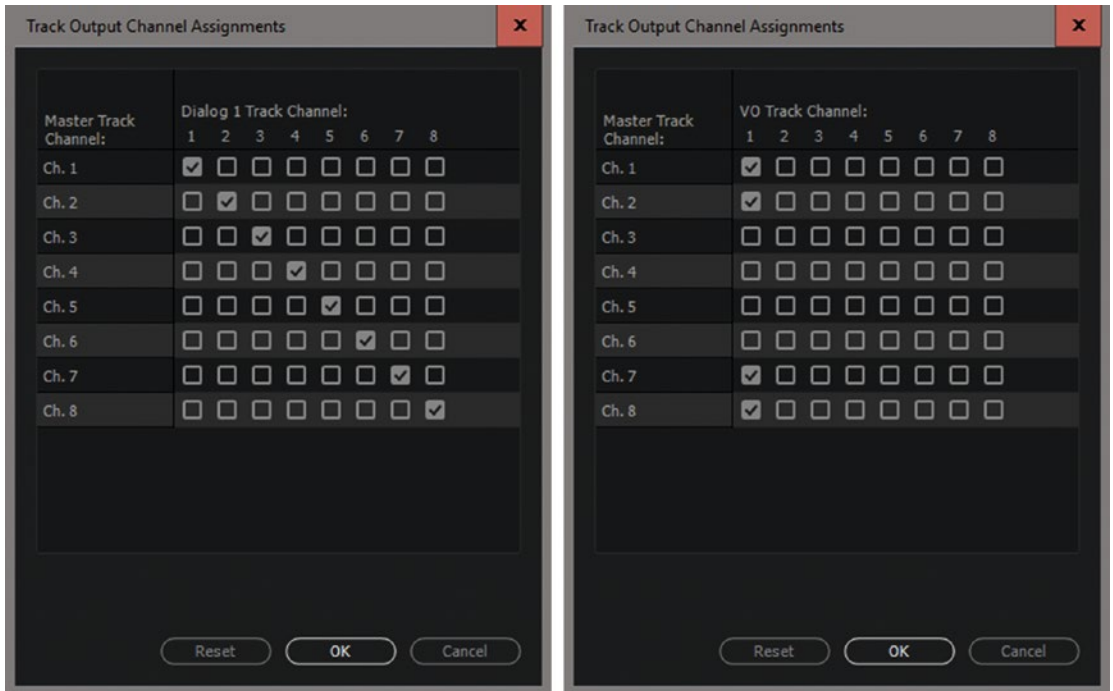 Track Output Channel Assignments
x
Master Track
Channel:
Dialog 1 Track Channel:
1 2 3 4 5 6 7 8
Ch. 1
Ch. 2
Ch. 3
Ch. 4
Ch. 5
Ch. 6
Ch. 7
Ch. 8
Reset OK Cancel
Track Output Channel Assignments
x
Master Track
Channel:
VO Track Channel:
1 2 3 4 5 6 7 8
Ch. 1
Ch. 2
Ch. 3
Ch. 4
Ch. 5
Ch. 6
Ch. 7
Ch. 8
Reset OK Cancel